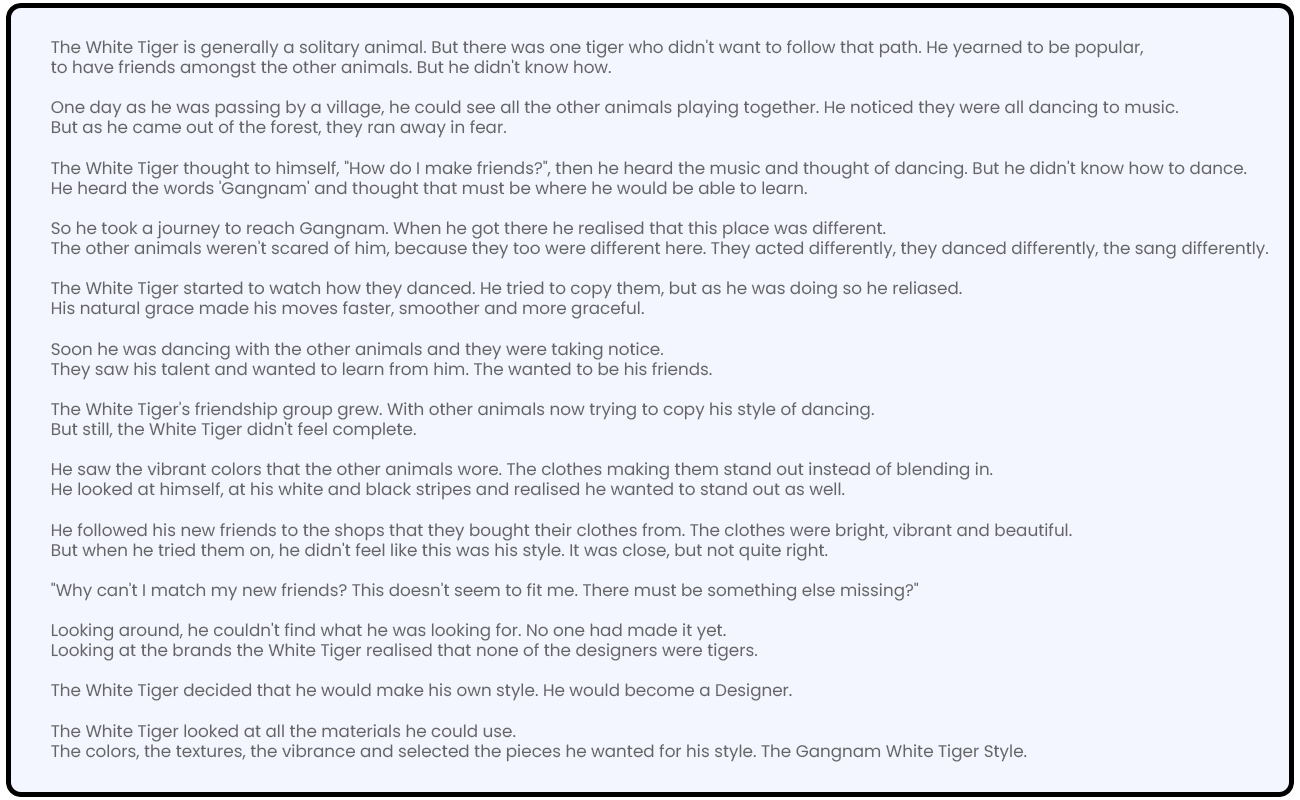 The White Tiger is generally a solitary animal. But there was one tiger who didn't want to follow that path. He yearned to be popular,
to have friends amongst the other animals. But he didn't know how.
One day as he was passing by a village, he could see all the other animals playing together. He noticed they were all dancing to music.
But as he came out of the forest, they ran away in fear.
The White Tiger thought to himself, "How do I make friends?", then he heard the music and thought of dancing. But he didn't know how to dance.
He heard the words 'Gangnam' and thought that must be where he would be able to learn.
So he took a journey to reach Gangnam. When he got there he realised that this place was different.
The other animals weren't scared of him, because they too were different here. They acted differently, they danced differently, the sang differently.
The White Tiger started to watch how they danced. He tried to copy them, but as he was doing so he reliased.
His natural grace made his moves faster, smoother and more graceful.
Soon he was dancing with the other animals and they were taking notice.
They saw his talent and wanted to learn from him. The wanted to be his friends.
The White Tiger's friendship group grew. With other animals now trying to copy his style of dancing.
But still, the White Tiger didn't feel complete.
He saw the vibrant colors that the other animals wore. The clothes making them stand out instead of blending in.
He looked at himself, at his white and black stripes and realised he wanted to stand out as well.
He followed his new friends to the shops that they bought their clothes from. The clothes were bright, vibrant and beautiful.
But when he tried them on, he didn't feel like this was his style. It was close, but not quite right.
"Why can't I match my new friends? This doesn't seem to fit me. There must be something else missing?"
Looking around, he couldn't find what he was looking for. No one had made it yet.
Looking at the brands the White Tiger realised that none of the designers were tigers.
The White Tiger decided that he would make his own style. He would become a Designer.
The White Tiger looked at all the materials he could use.
The colors, the textures, the vibrance and selected the pieces he wanted for his style. The Gangnam White Tiger Style.